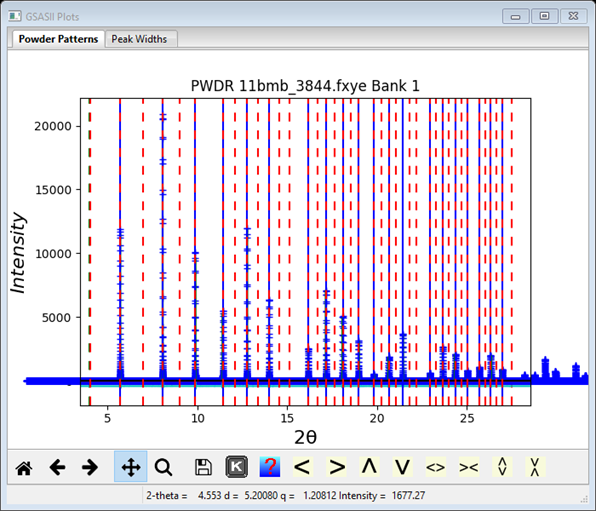 GSASII Plots
Powder Patterns Peak Widths
PWDR 11bmb_3844.fxye Bank 1
Intensity
20000
15000
10000
5000
5 10 15 20 25
2θ
K ? < > Λ V <> ><
2-theta = 4.553 d = 5.20080 q = 1.20812 Intensity = 1677.27